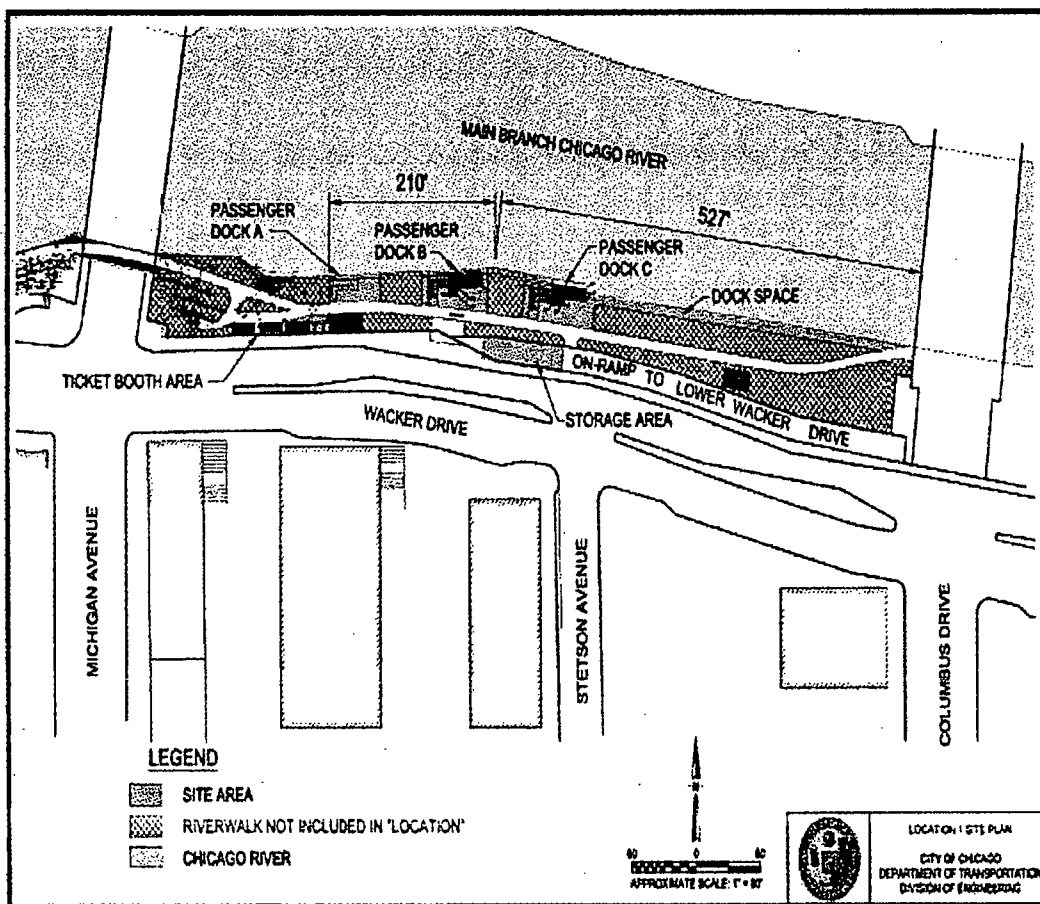 MAIN BRANCH CHICAGO RIVER
210'
527'
PASSENGER
DOCK A
PASSENGER
DOCK B
PASSENGER
DOCK C
DOCK SPACE
TICKET BOOTH AREA
ON-RAMP TO LOWER WACKER DRIVE
STORAGE AREA
WACKER DRIVE
MICHIGAN AVENUE
STETSON AVENUE
COLUMBUS DRIVE
LEGEND
SITE AREA
RIVERWALK NOT INCLUDED IN "LOCATION"
CHICAGO RIVER
N
0
APPROXIMATE SCALE:
LOCATION 1 SITE PLAN
CITY OF CHICAGO
DEPARTMENT OF TRANSPORTATION
DIVISION OF ENGINEERING